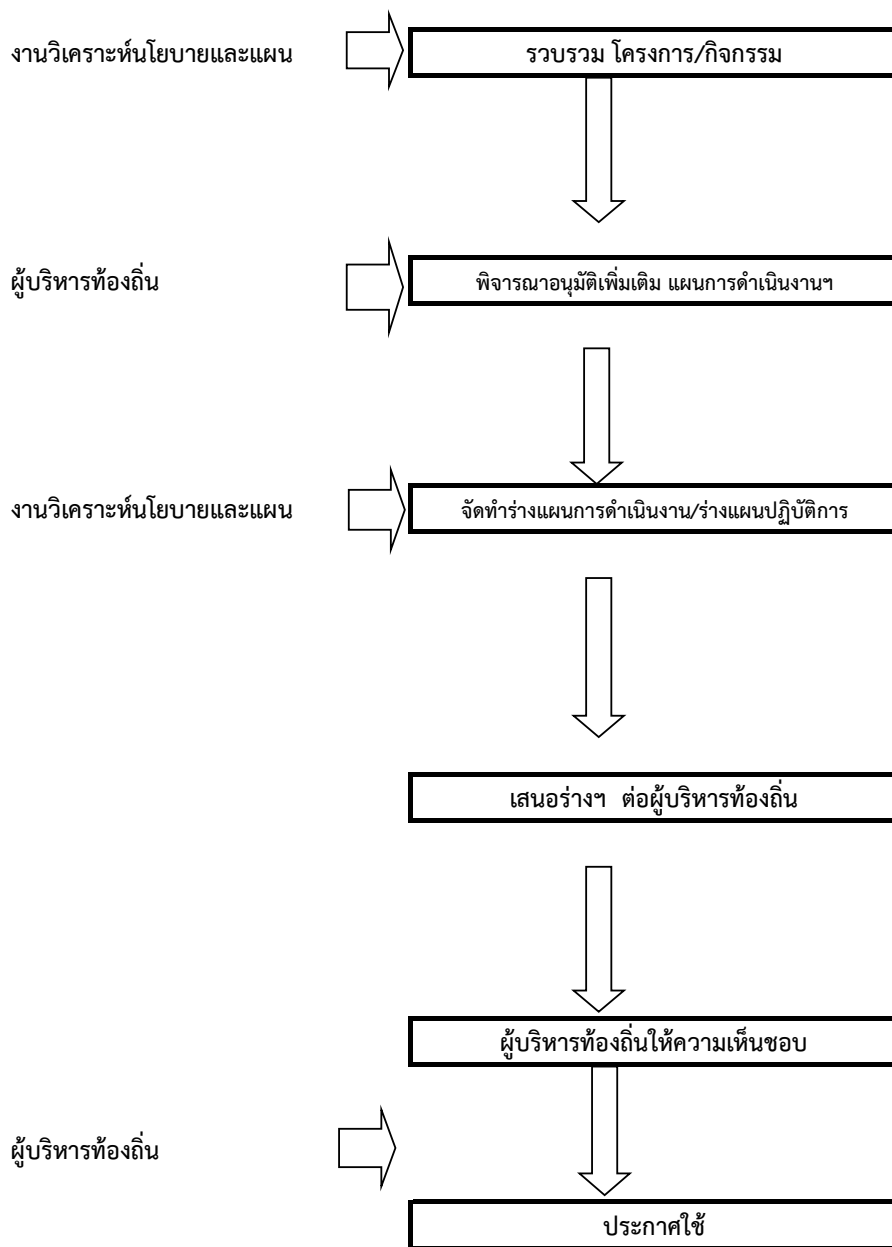 งานวิเคราะห์นโยบายและแผน
รวบรวม โครงการ/กิจกรรม
ผู้บริหารท้องถิ่น
พิจารณาอนุมัติเพิ่มเติม แผนการดำเนินงานฯ
งานวิเคราะห์นโยบายและแผน
จัดทำร่างแผนการดำเนินงาน/ร่างแผนปฏิบัติการ
เสนอร่างฯ ต่อผู้บริหารท้องถิ่น
ผู้บริหารท้องถิ่นให้ความเห็นชอบ
ผู้บริหารท้องถิ่น
ประกาศใช้